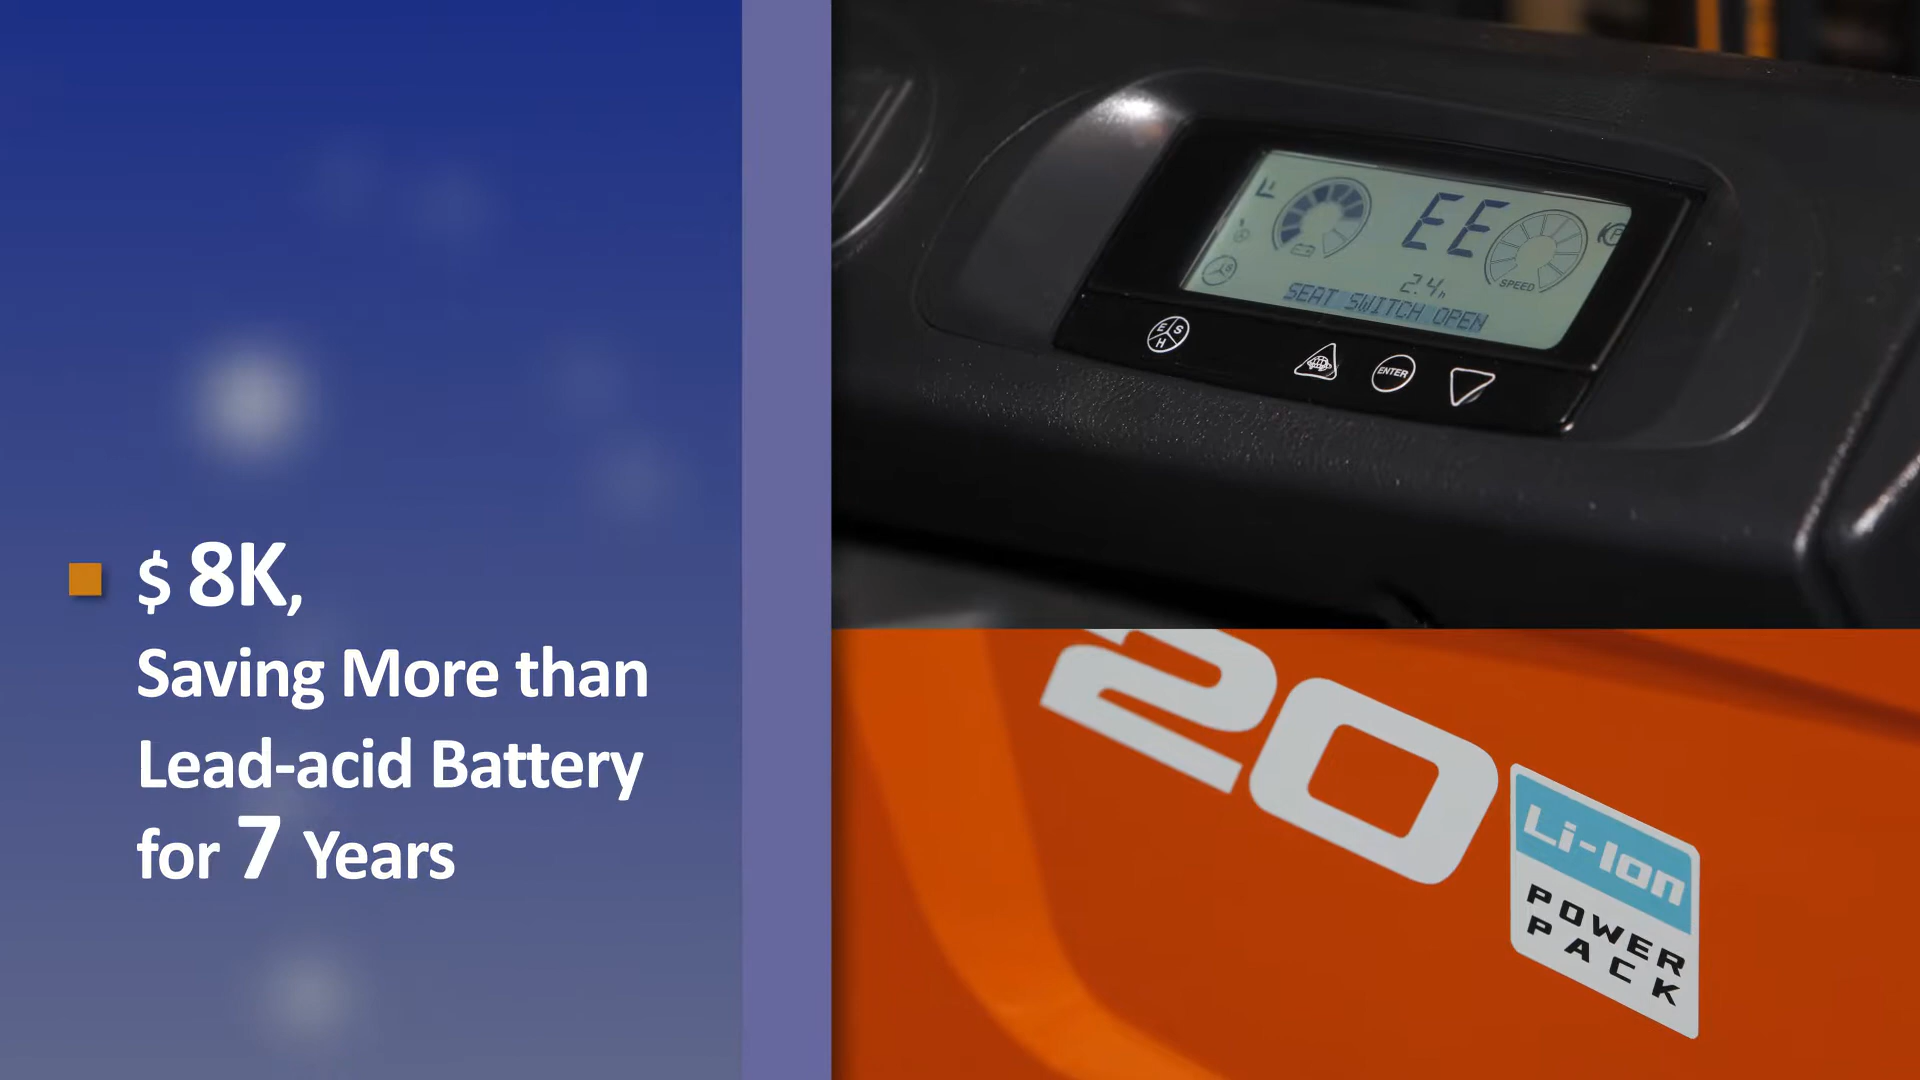 $ 8K,
Saving More than
Lead-acid Battery
for 7 Years
EE
2.4h
SPEED
SEAT SWITCH OPEN
E S
H
ENTER
20
Li-Ion
POWER
PACK